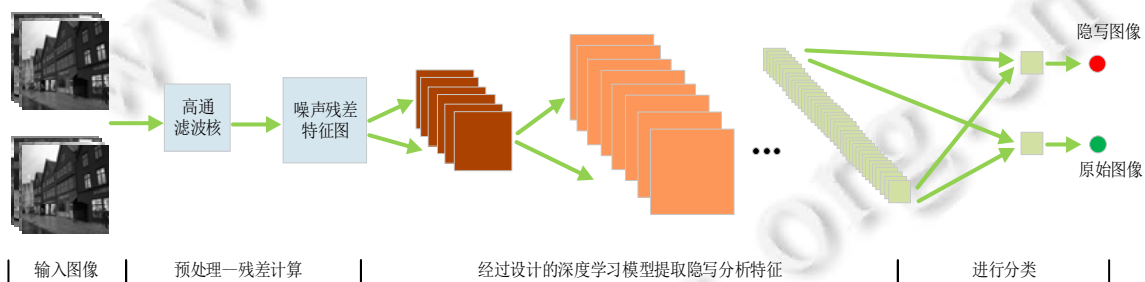 隐写图像
高通
滤波核
噪声残差
特征图
•••
原始图像
输入图像
预处理—残差计算
经过设计的深度学习模型提取隐写分析特征
进行分类